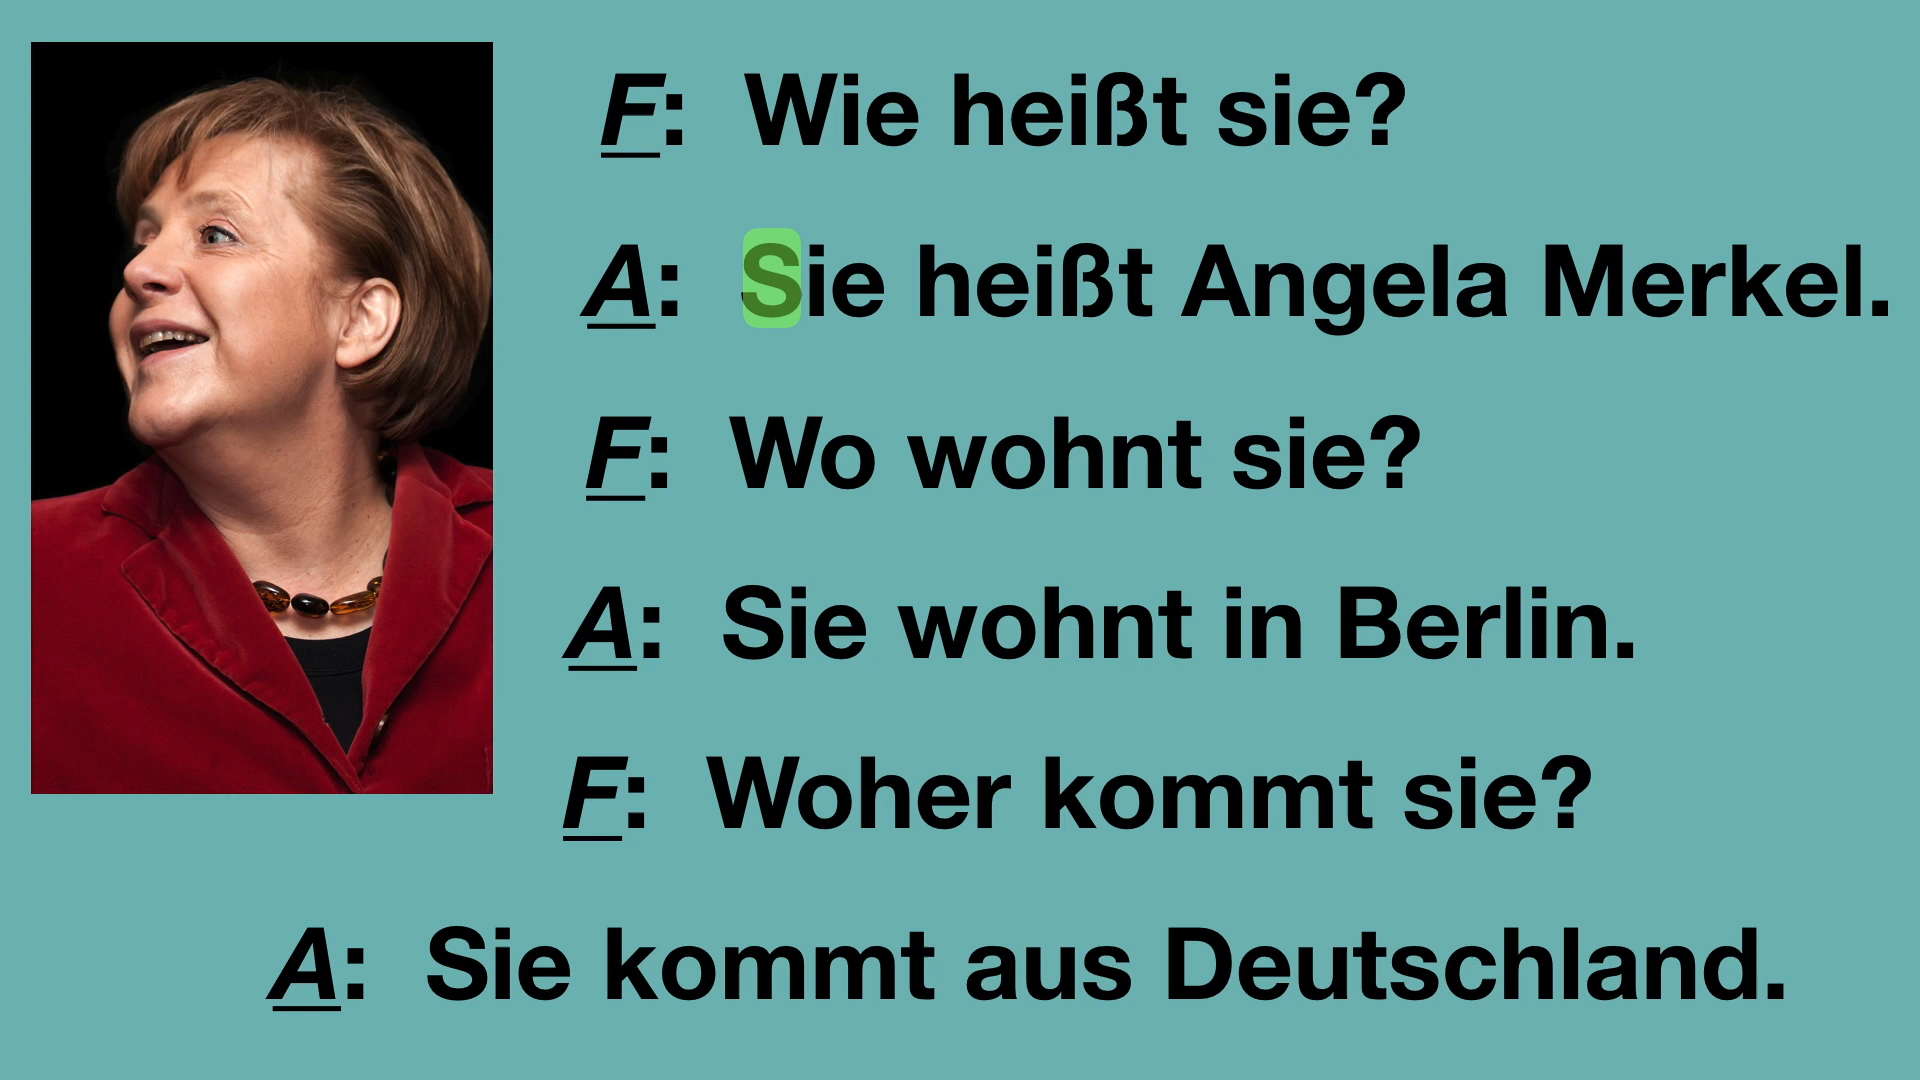 F: Wie heißt sie?
A: Sie heißt Angela Merkel.
F: Wo wohnt sie?
A: Sie wohnt in Berlin.
F: Woher kommt sie?
A: Sie kommt aus Deutschland.